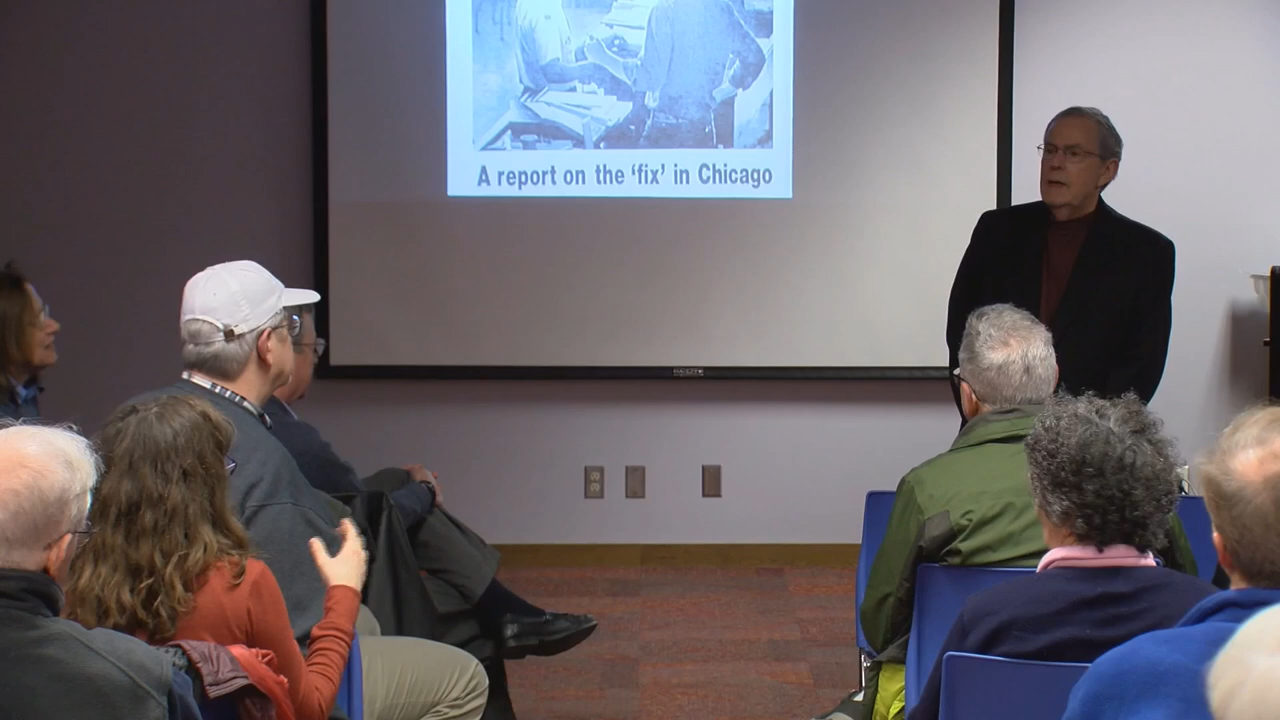 A report on the ‘fix’ in Chicago